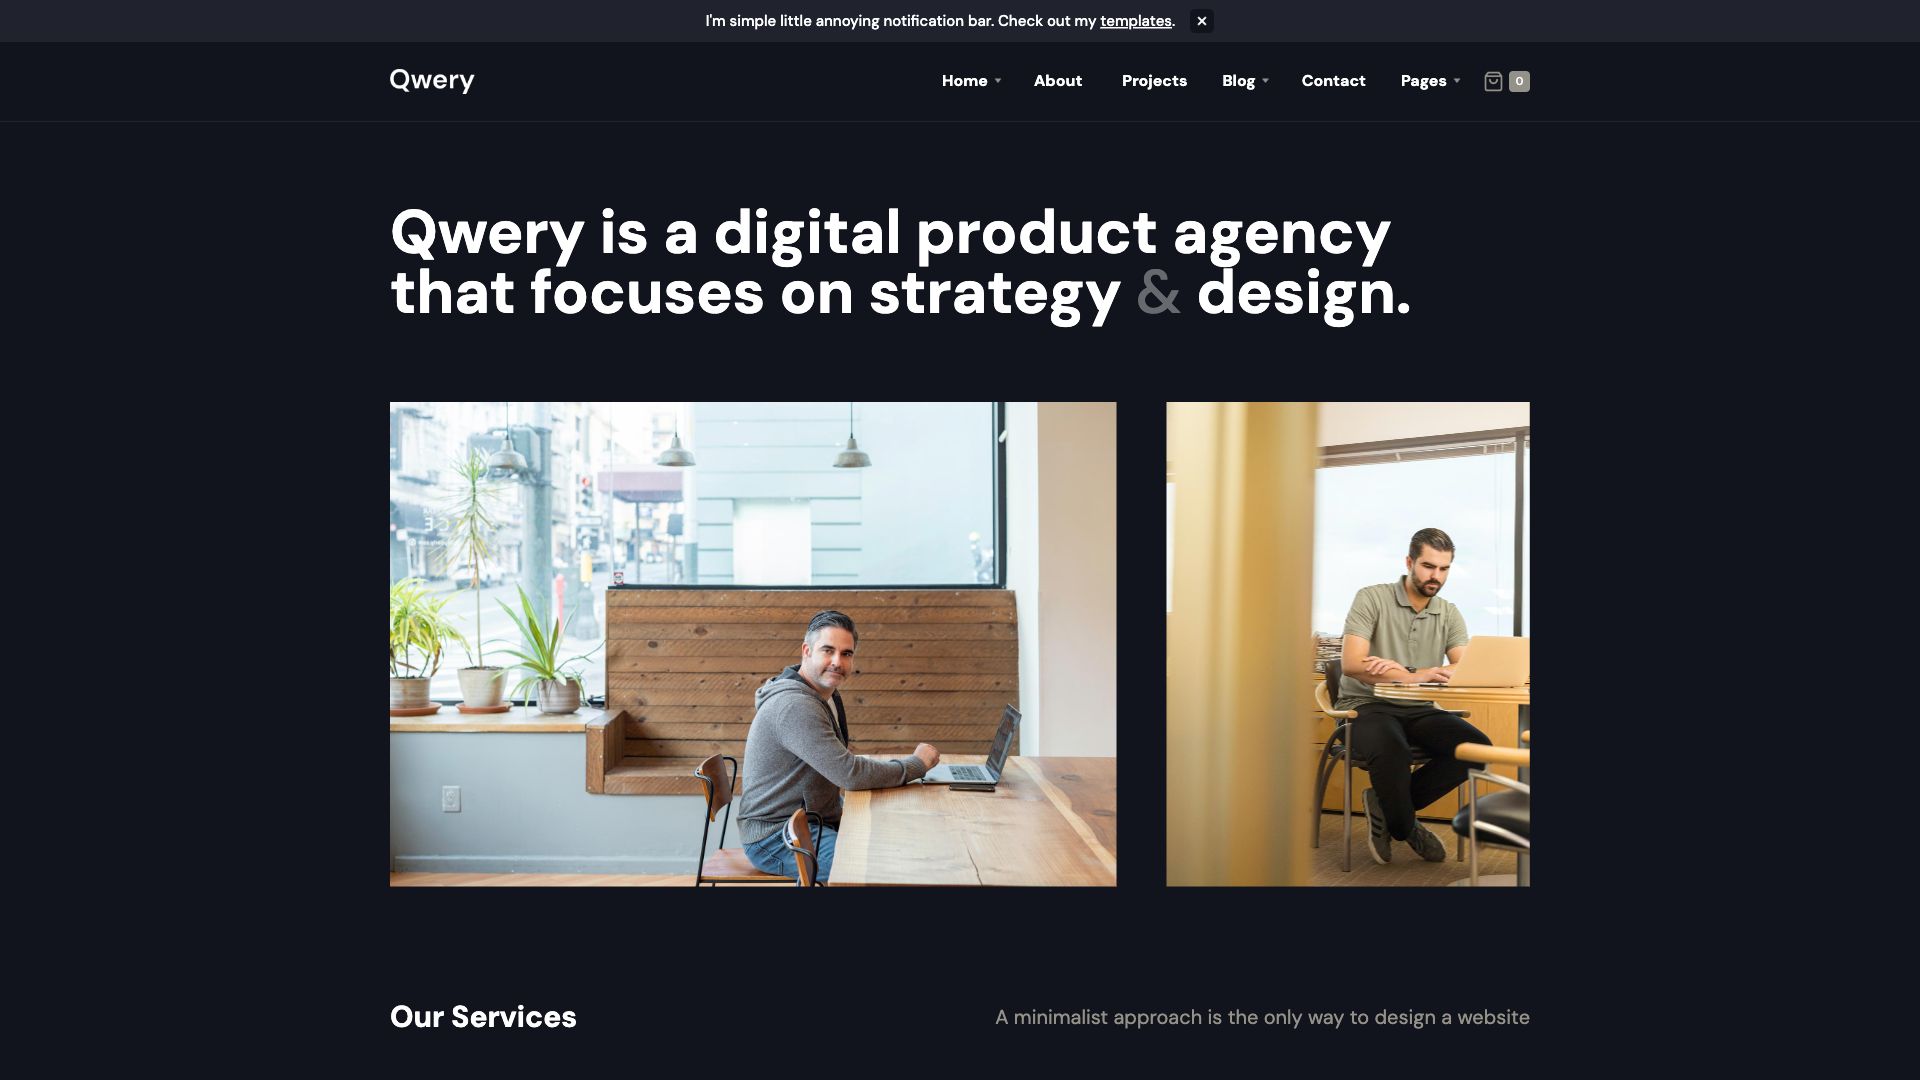 I'm simple little annoying notification bar. Check out my templates.
Qwery
Home
About
Projects
Blog
Contact
Pages
0
Qwery is a digital product agency
that focuses on strategy & design.
Our Services
A minimalist approach is the only way to design a website